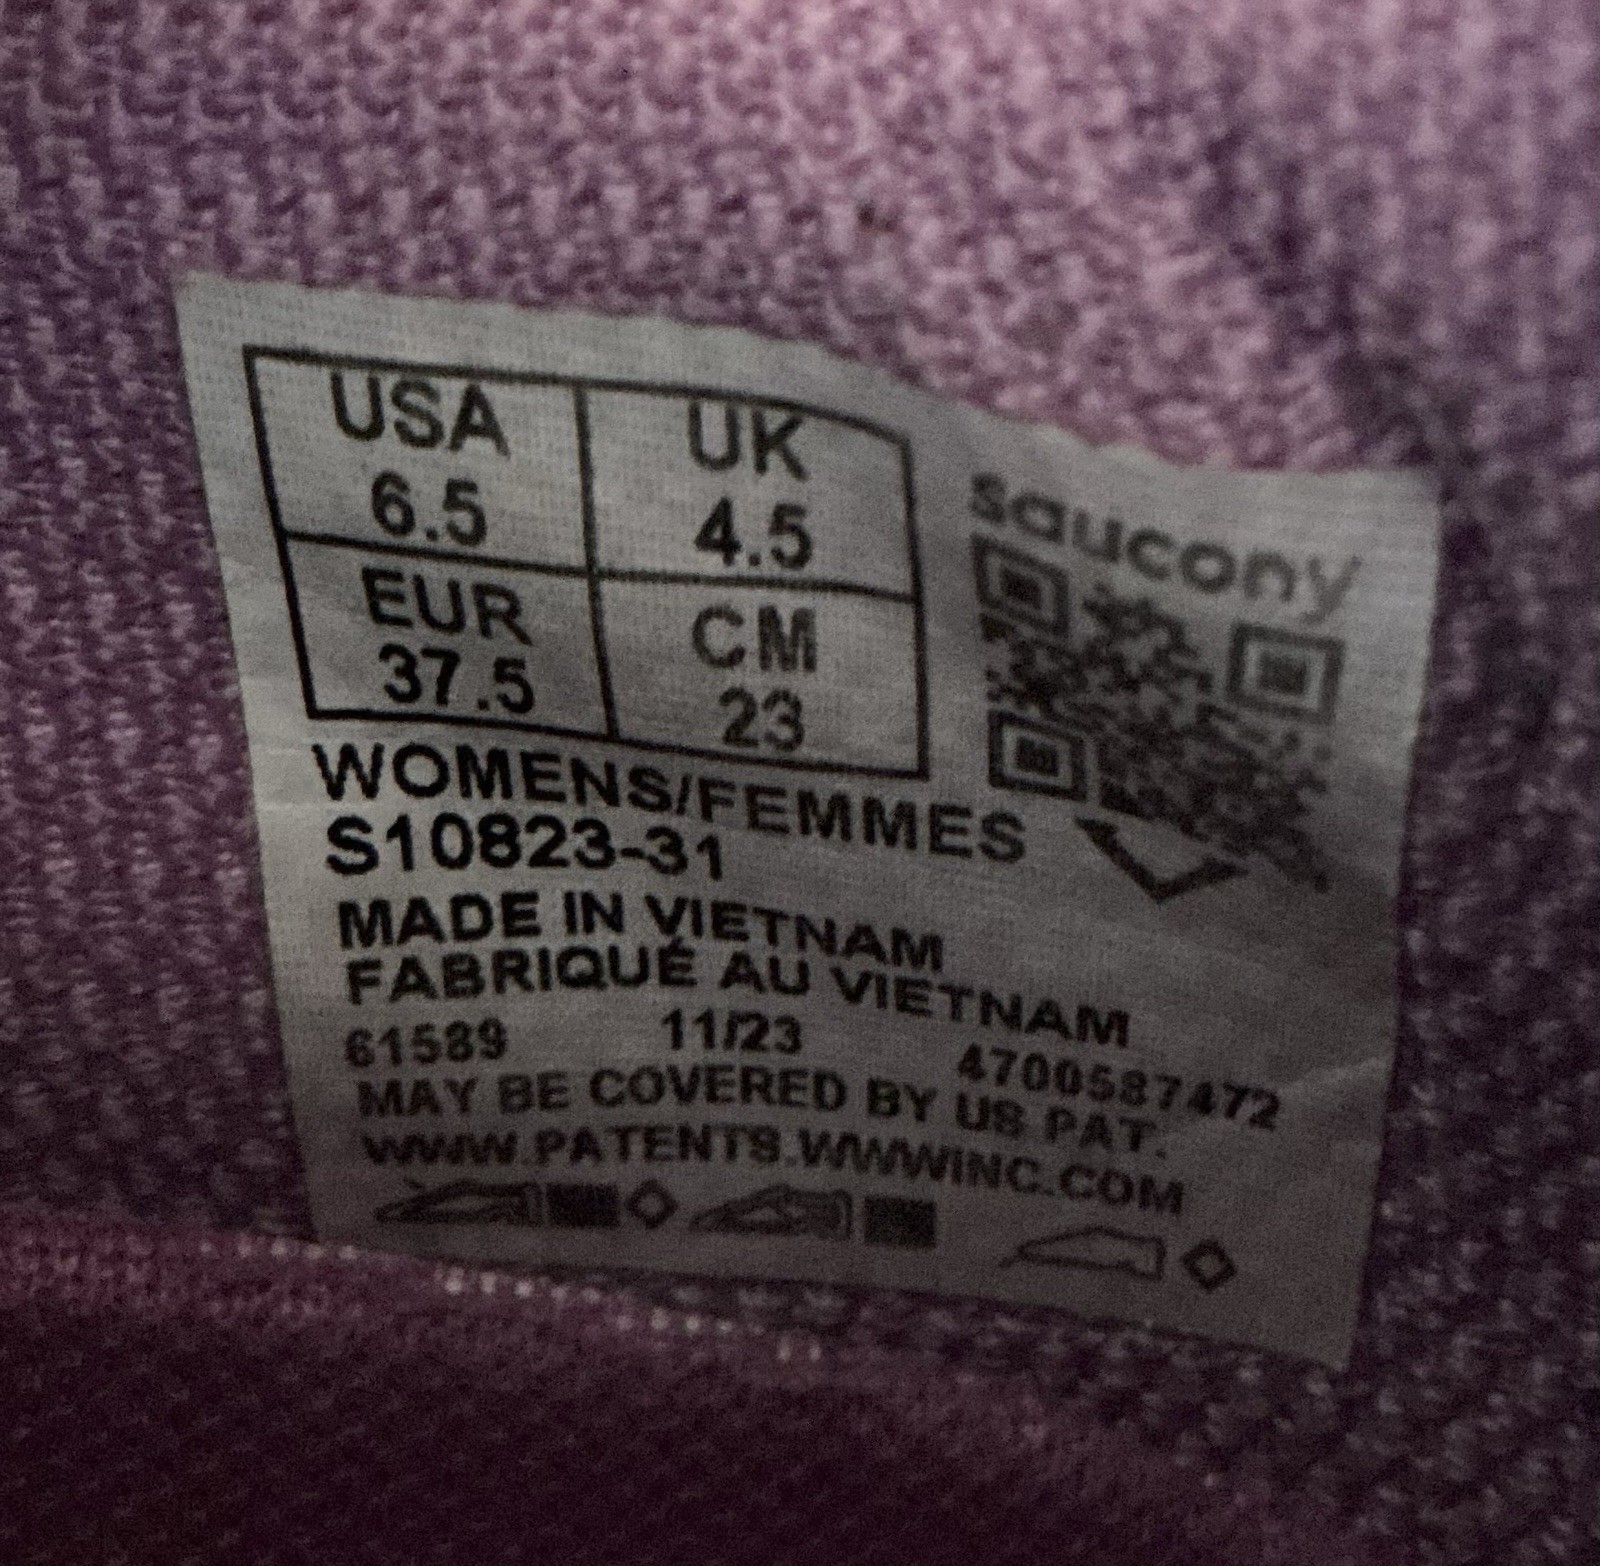 USA
6.5
UK
4.5
EUR
37.5
CM
23
saucony
WOMENS/FEMMES
S10823-31
MADE IN VIETNAM
FABRIQUÉ AU VIETNAM
61589 11/23 4700587472
MAY BE COVERED BY US PAT.
WWW.PATENTS.WWWINC.COM